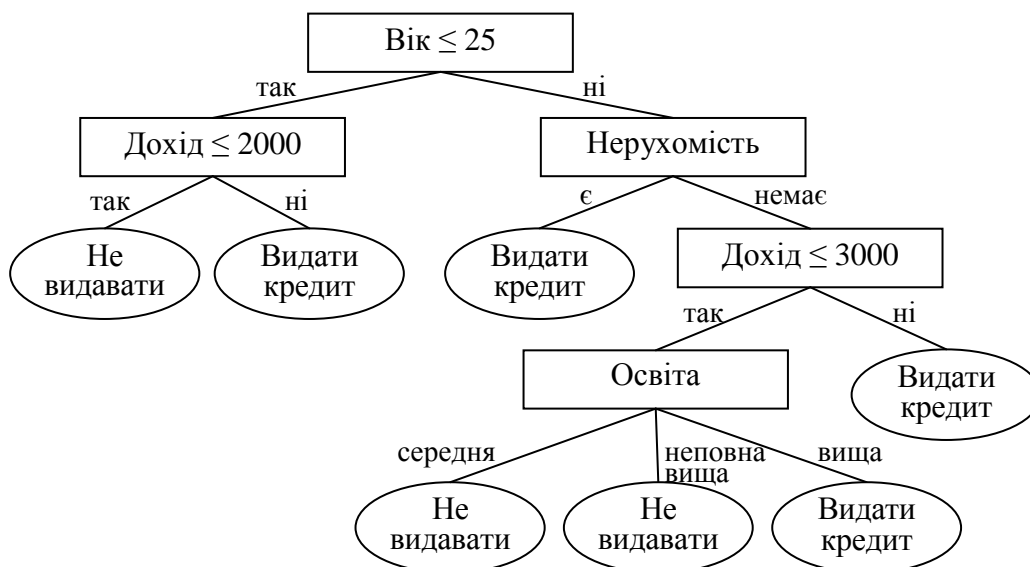 Вік ≤ 25
так
ні
Дохід ≤ 2000
Нерухомість
так
ні
є
немає
Не
видавати
Видати
кредит
Видати
кредит
Дохід ≤ 3000
так
ні
Освіта
Видати
кредит
середня
неповна
вища
вища
Не
видавати
Не
видавати
Видати
кредит